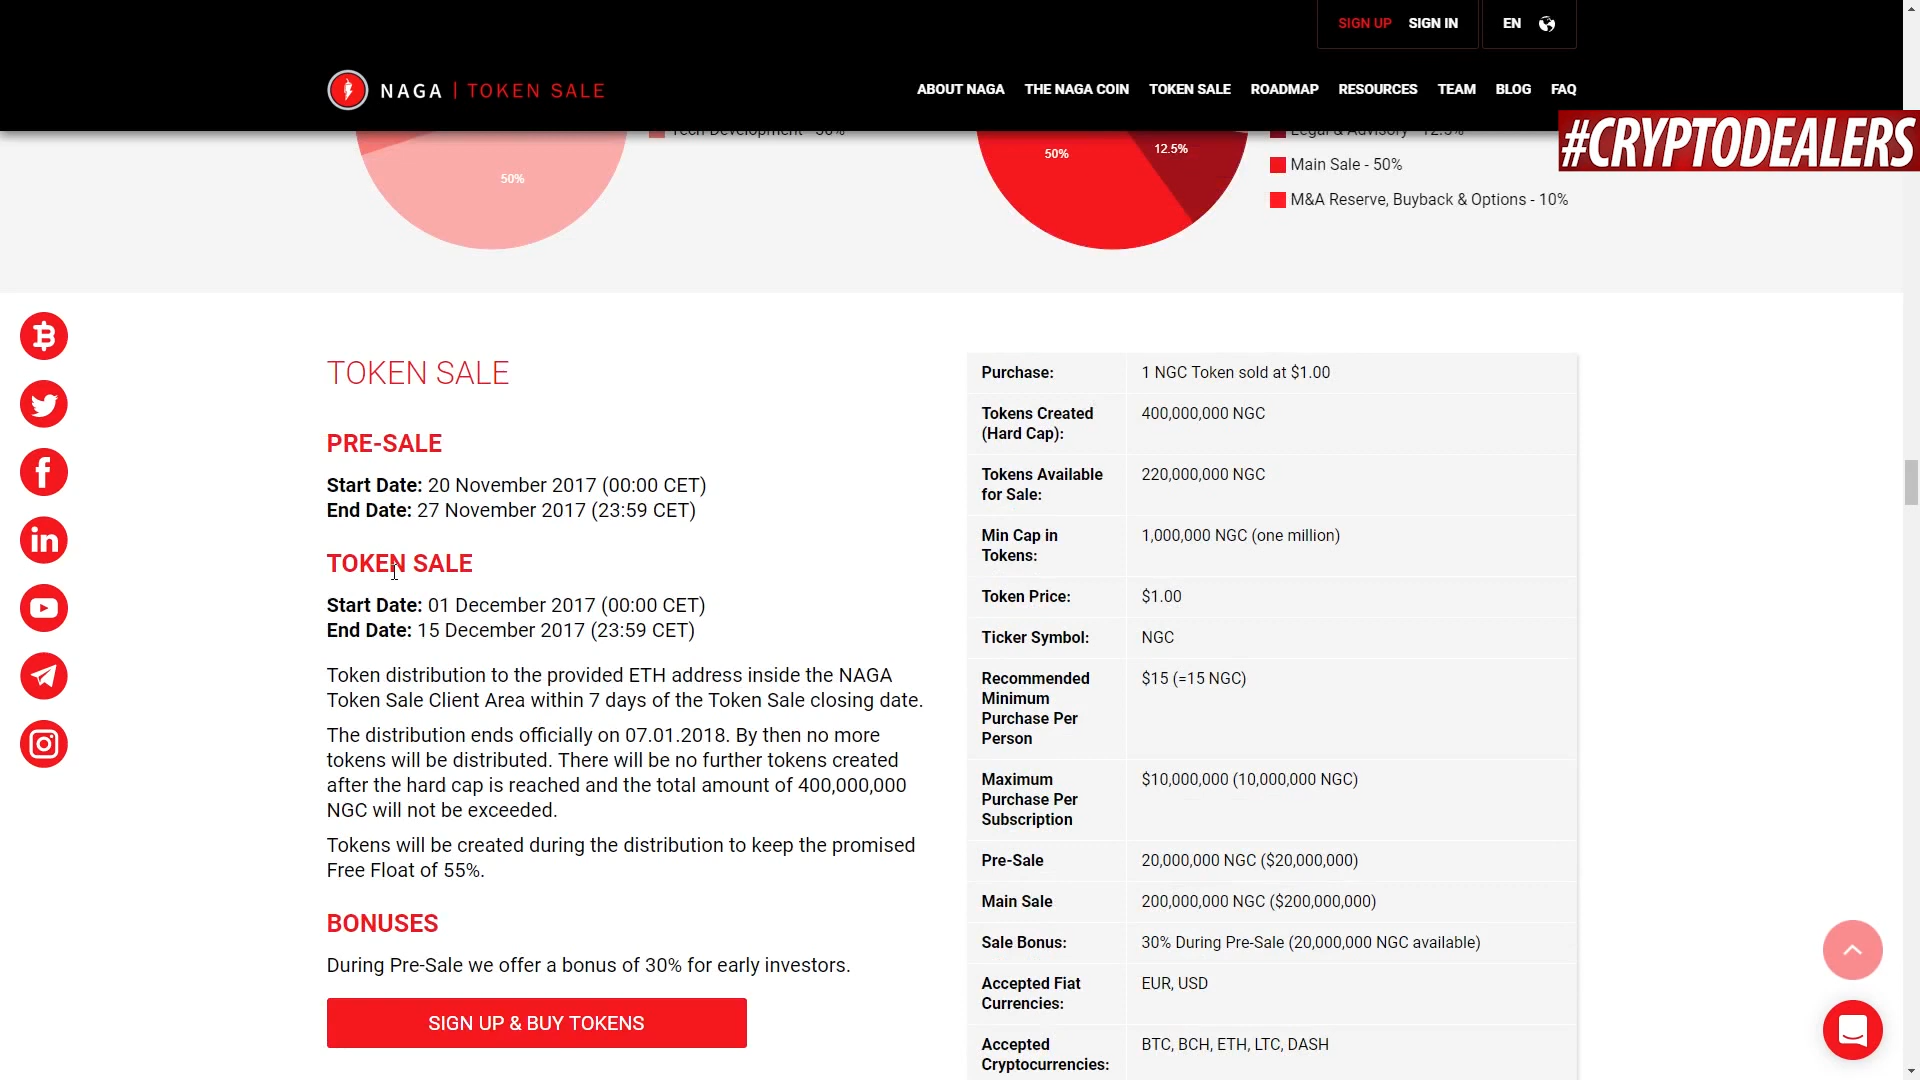 SIGN UP SIGN IN EN
NAGA | TOKEN SALE
ABOUT NAGA THE NAGA COIN TOKEN SALE ROADMAP RESOURCES TEAM BLOG FAQ
#CRYPTODEALERS
Tech Development - 50%
50%
Legal & Advisory - 12.5%
50%
12.5%
Main Sale - 50%
M&A Reserve, Buyback & Options - 10%
TOKEN SALE
PRE-SALE
Start Date: 20 November 2017 (00:00 CET)
End Date: 27 November 2017 (23:59 CET)
TOKEN SALE
Start Date: 01 December 2017 (00:00 CET)
End Date: 15 December 2017 (23:59 CET)
Token distribution to the provided ETH address inside the NAGA
Token Sale Client Area within 7 days of the Token Sale closing date.
The distribution ends officially on 07.01.2018. By then no more
tokens will be distributed. There will be no further tokens created
after the hard cap is reached and the total amount of 400,000,000
NGC will not be exceeded.
Tokens will be created during the distribution to keep the promised
Free Float of 55%.
BONUSES
During Pre-Sale we offer a bonus of 30% for early investors.
SIGN UP & BUY TOKENS
Purchase: 1 NGC Token sold at $1.00
Tokens Created 400,000,000 NGC
(Hard Cap):
Tokens Available 220,000,000 NGC
for Sale:
Min Cap in 1,000,000 NGC (one million)
Tokens:
Token Price: $1.00
Ticker Symbol: NGC
Recommended $15 (=15 NGC)
Minimum
Purchase Per
Person
Maximum $10,000,000 (10,000,000 NGC)
Purchase Per
Subscription
Pre-Sale 20,000,000 NGC ($20,000,000)
Main Sale 200,000,000 NGC ($200,000,000)
Sale Bonus: 30% During Pre-Sale (20,000,000 NGC available)
Accepted Fiat EUR, USD
Currencies:
Accepted BTC, BCH, ETH, LTC, DASH
Cryptocurrencies: